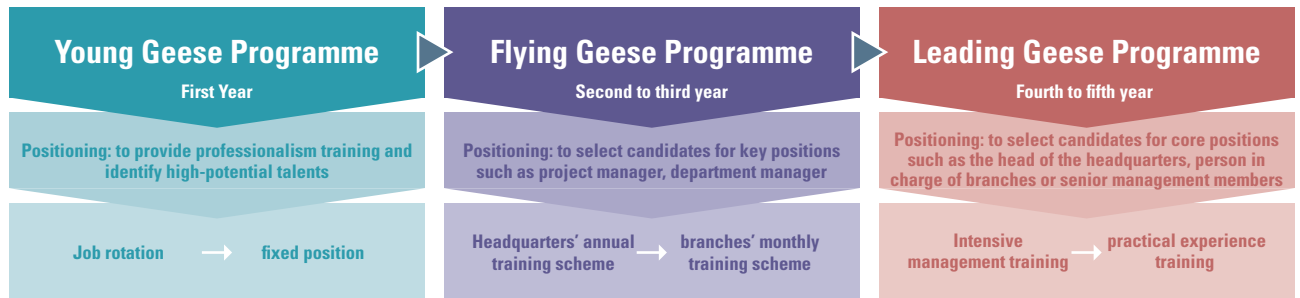 Young Geese Programme
First Year
Positioning: to provide professionalism training and
identify high-potential talents
Job rotation
fixed position
Flying Geese Programme
Second to third year
Positioning: to select candidates for key positions
such as project manager, department manager
Headquarters’ annual
training scheme
branches’ monthly
training scheme
Leading Geese Programme
Fourth to fifth year
Positioning: to select candidates for core positions
such as the head of the headquarters, person in
charge of branches or senior management members
Intensive
management training
practical experience
training